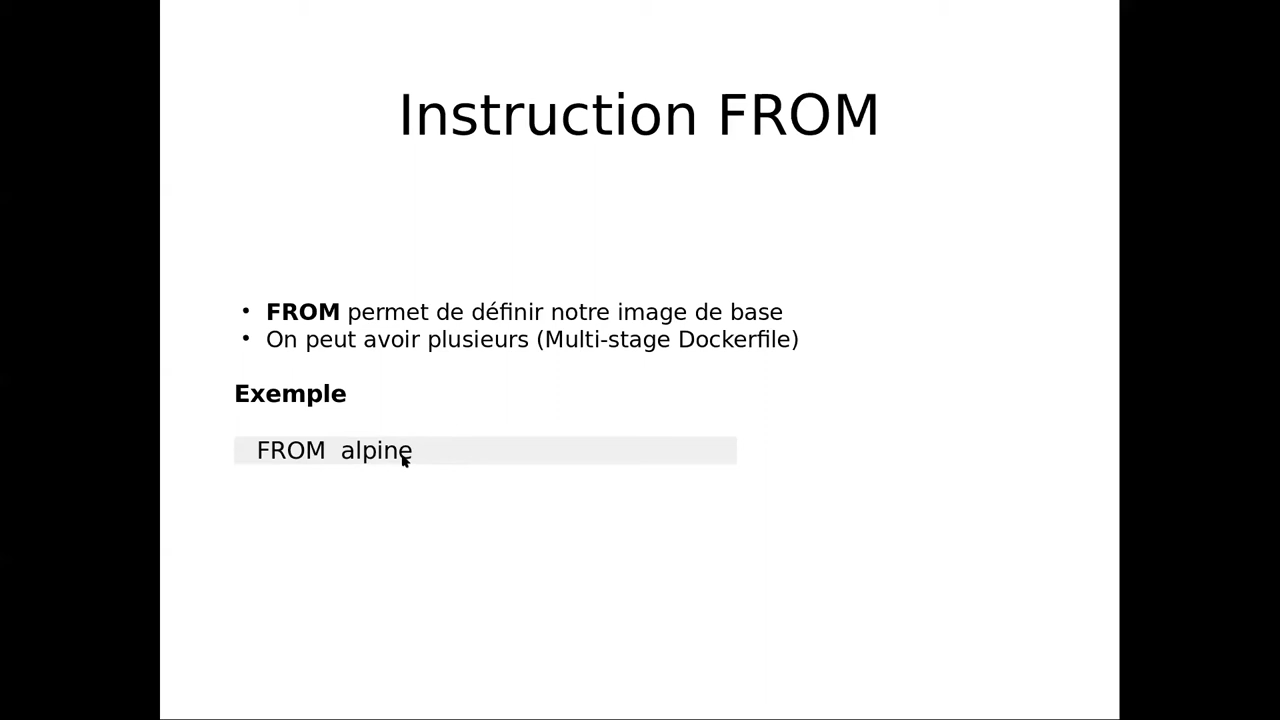 Instruction FROM
• FROM permet de définir notre image de base
• On peut avoir plusieurs (Multi-stage Dockerfile)
Exemple
FROM  alpine